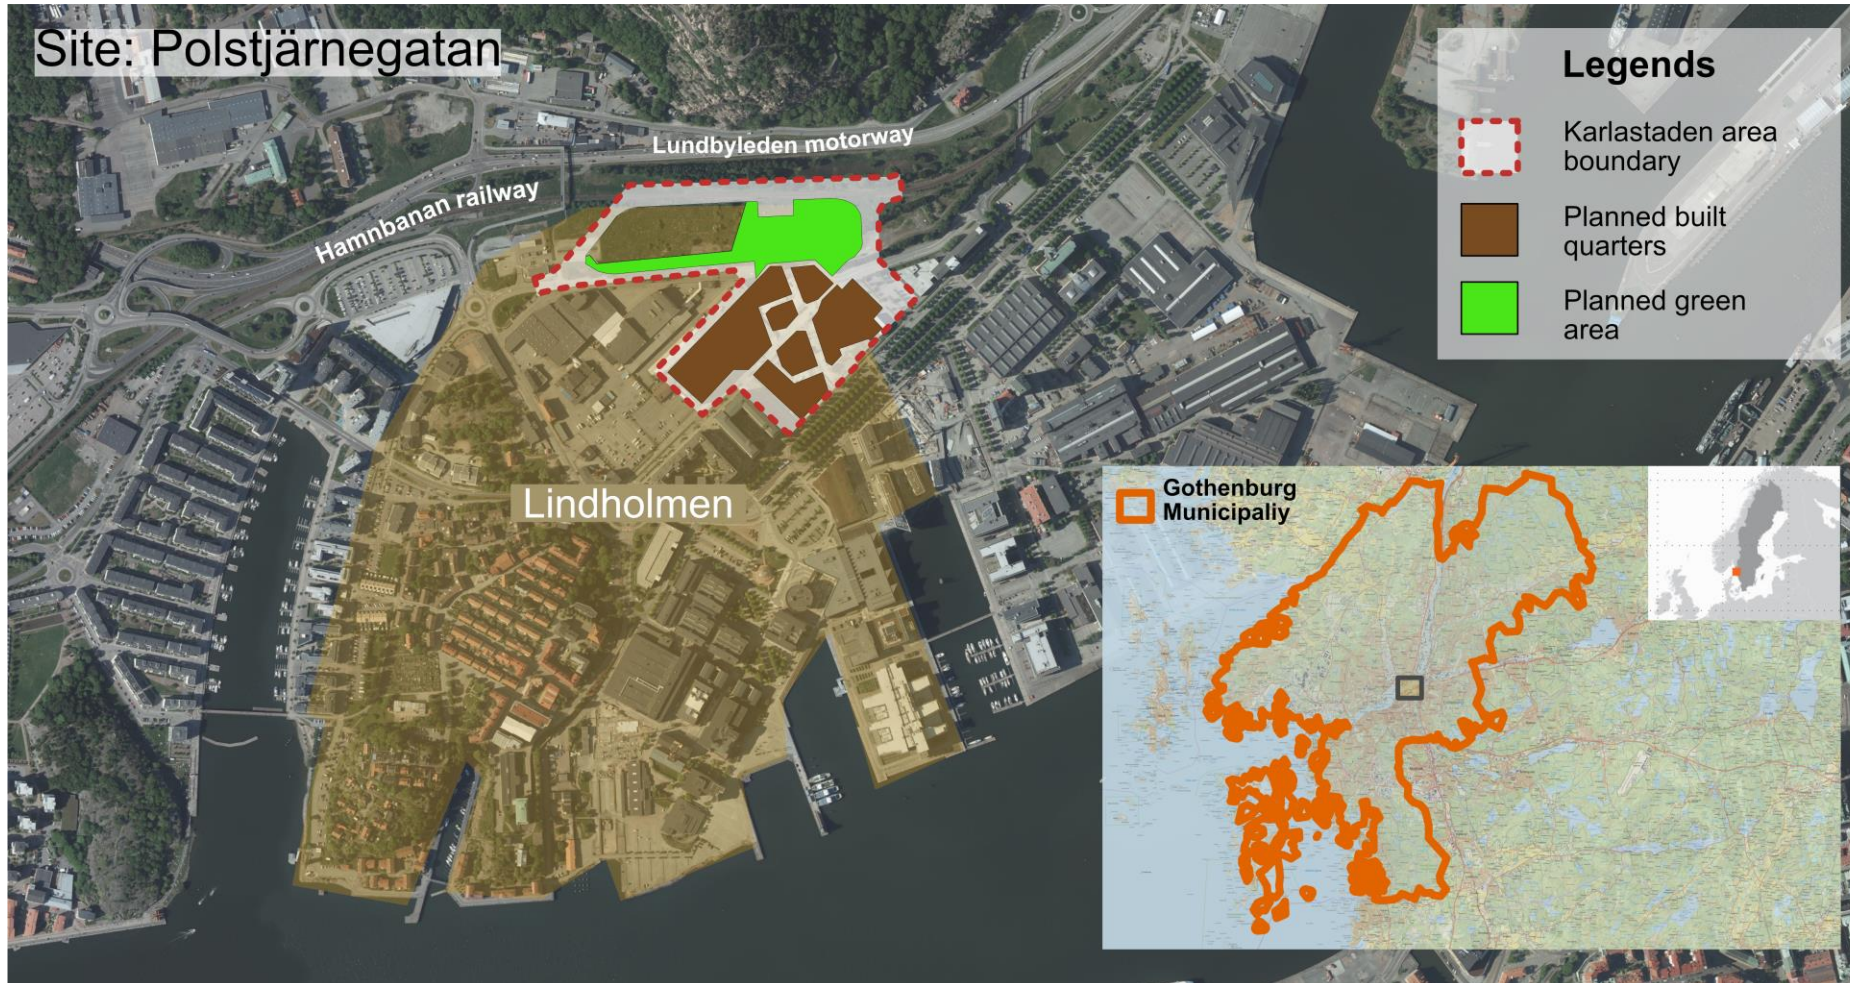 Site: Polstjärnegatan
Lundbyleden motorway
Hamnbanan railway
Lindholmen
Legends
Karlastaden area
boundary
Planned built
quarters
Planned green
area
Gothenburg
Municipaliy